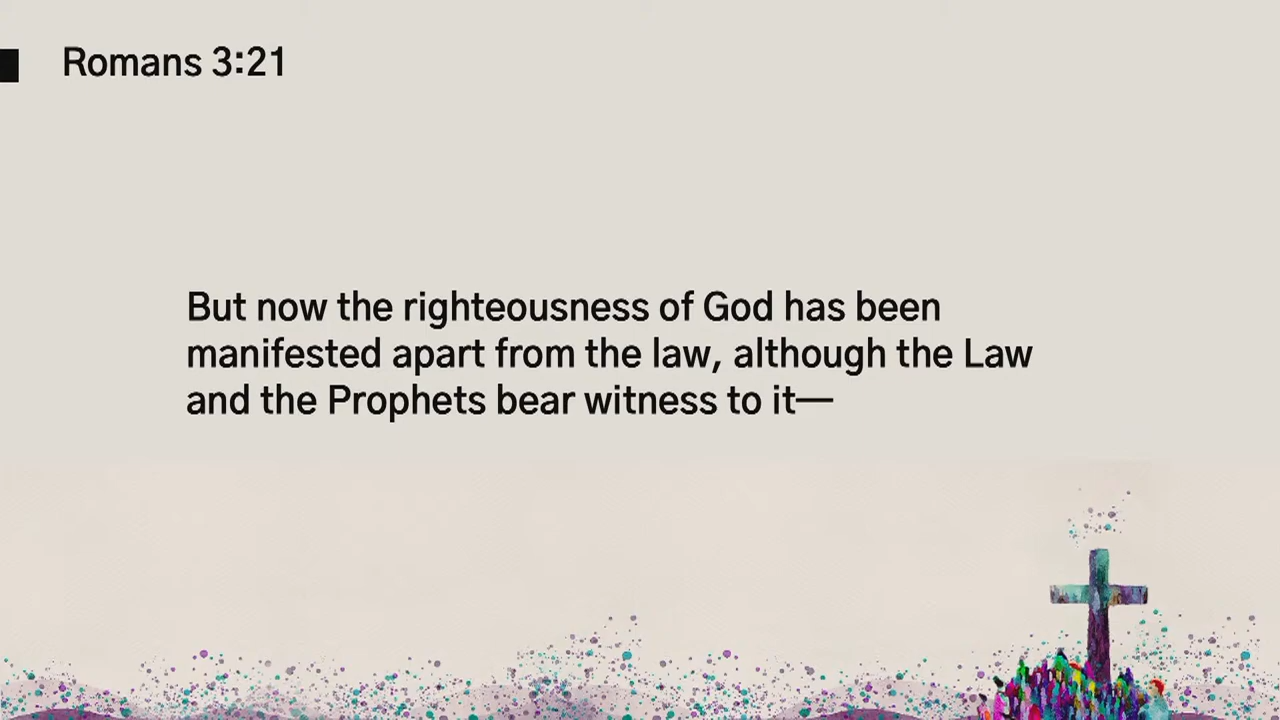 Romans 3:21
But now the righteousness of God has been
manifested apart from the law, although the Law
and the Prophets bear witness to it—